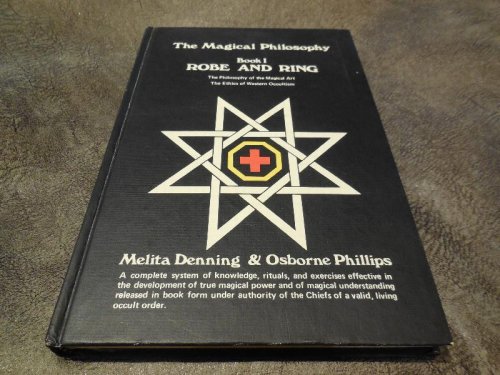 The Magical Philosophy
Book I
ROBE AND RING
The Philosophy of the Magical Art
The Ethics of Western Occultism
Melita Denning & Osborne Phillips
A complete system of knowledge, rituals, and exercises effective in
the development of true magical power and of magical understanding
released in book form under authority of the Chiefs of a valid, living
occult order.